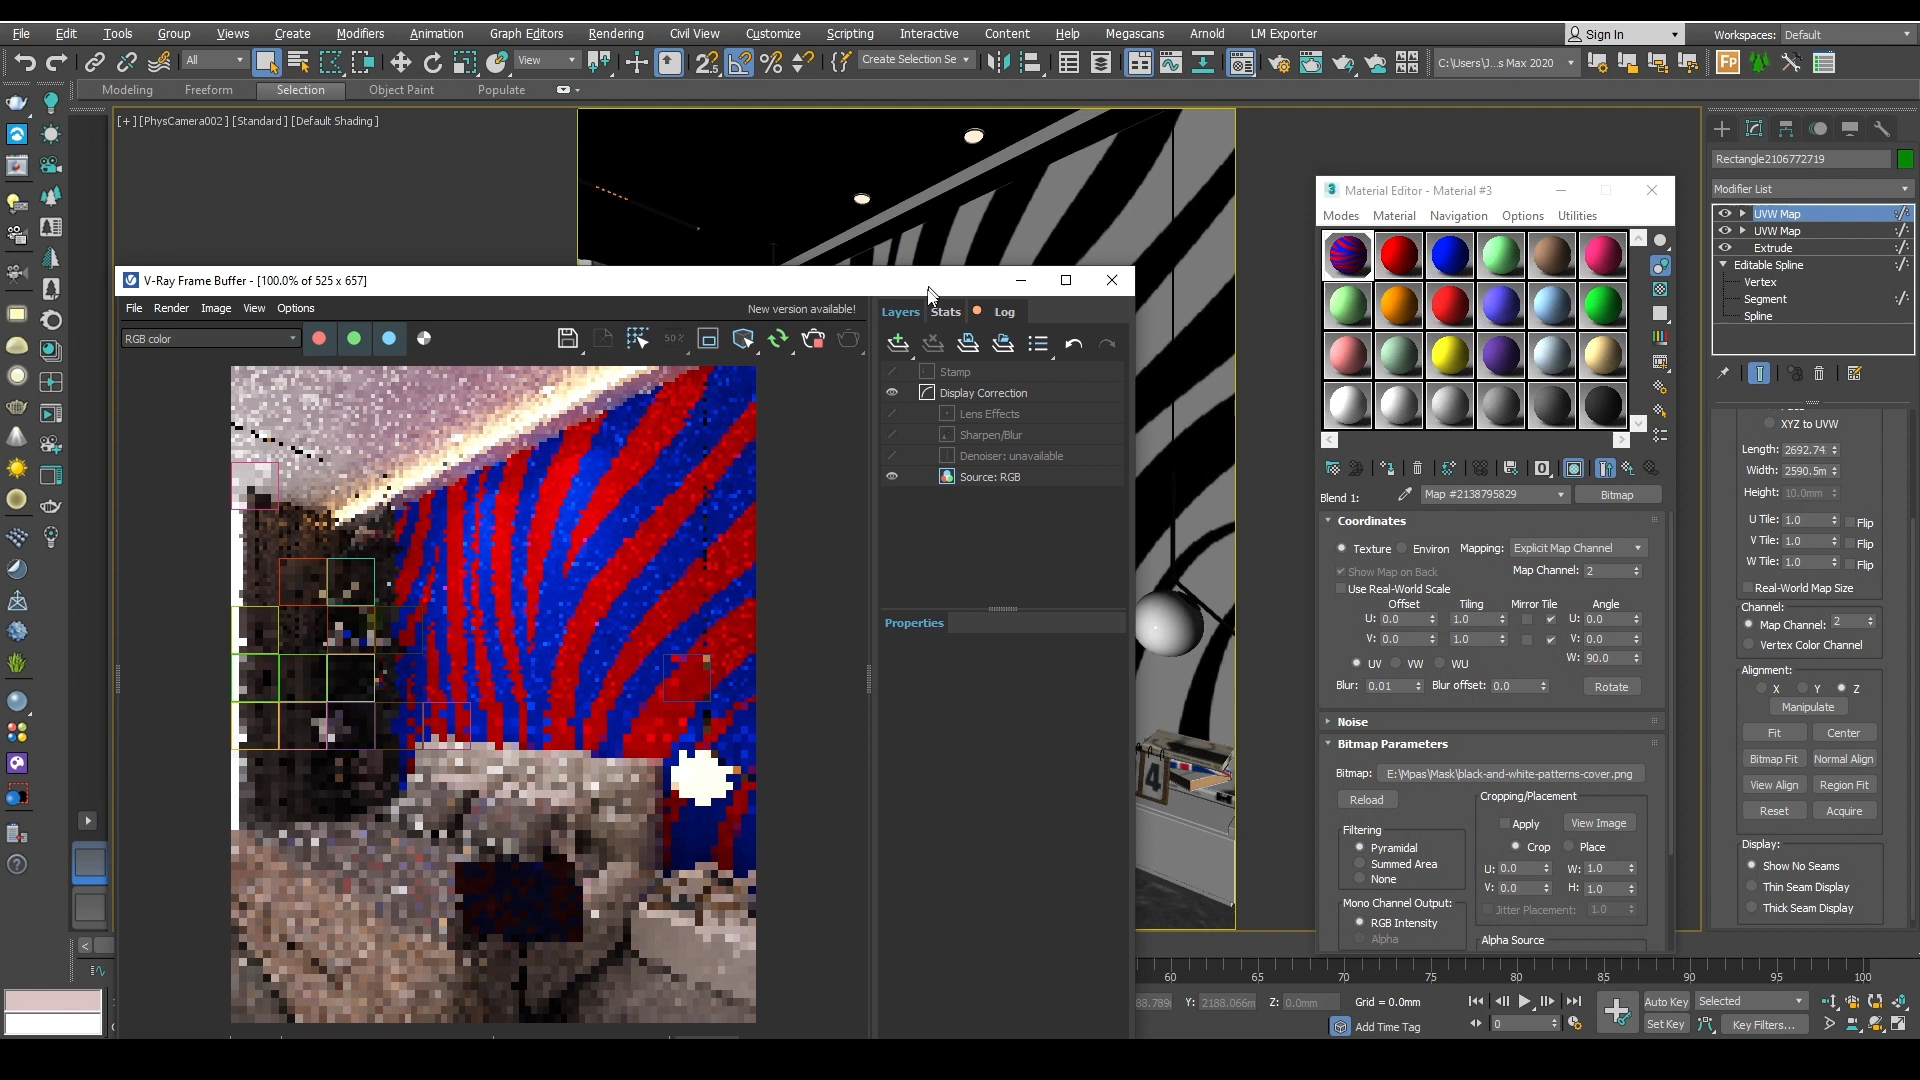 File Edit Tools Group Views Create Modifiers Animation Graph Editors Rendering Civil View Customize Scripting Interactive Content Help Megascans Arnold LM Exporter Sign In Workspaces: Default
All View Create Selection Se C:\Users\J...s Max 2020
Modeling Freeform Selection Object Paint Populate
[+] [PhysCamera002] [Standard] [Default Shading]
Rectangle2106772719
Modifier List
UVW Map
UVW Map
Extrude
Editable Spline
Vertex
Segment
Spline
XYZ to UVW
Length: 2692.74
Width: 2590.5m
Height: 10.0mm
U Tile: 1.0 Flip
V Tile: 1.0 Flip
W Tile: 1.0 Flip
Real-World Map Size
Channel:
Map Channel: 2
Vertex Color Channel
Alignment:
X Y Z
Manipulate
Fit Center
Bitmap Fit Normal Align
View Align Region Fit
Reset Acquire
Display:
Show No Seams
Thin Seam Display
Thick Seam Display
Material Editor - Material #3
Modes Material Navigation Options Utilities
Blend 1: Map #2138795829 Bitmap
Coordinates
Texture Environ Mapping: Explicit Map Channel
Show Map on Back Map Channel: 2
Use Real-World Scale
Offset Tiling Mirror Tile Angle
U: 0.0 1.0 U: 0.0
V: 0.0 1.0 V: 0.0
W: 90.0
UV VW WU
Blur: 0.01 Blur offset: 0.0 Rotate
Noise
Bitmap Parameters
Bitmap: E:\Mpas\Mask\black-and-white-patterns-cover.png
Reload
Cropping/Placement
Apply View Image
Crop Place
U: 0.0 W: 1.0
V: 0.0 H: 1.0
Jitter Placement: 1.0
Filtering
Pyramidal
Summed Area
None
Mono Channel Output:
RGB Intensity
Alpha
Alpha Source
V-Ray Frame Buffer - [100.0% of 525 x 657]
File Render Image View Options New version available!
RGB color 50%
Layers Stats Log
Stamp
Display Correction
Lens Effects
Sharpen/Blur
Denoiser: unavailable
Source: RGB
Properties
4
60 65 70 75 80 85 90 95 100
Y: 2188.066m Z: 0.0mm Grid = 0.0mm
Add Time Tag
0
Auto Key Selected
Set Key Key Filters...